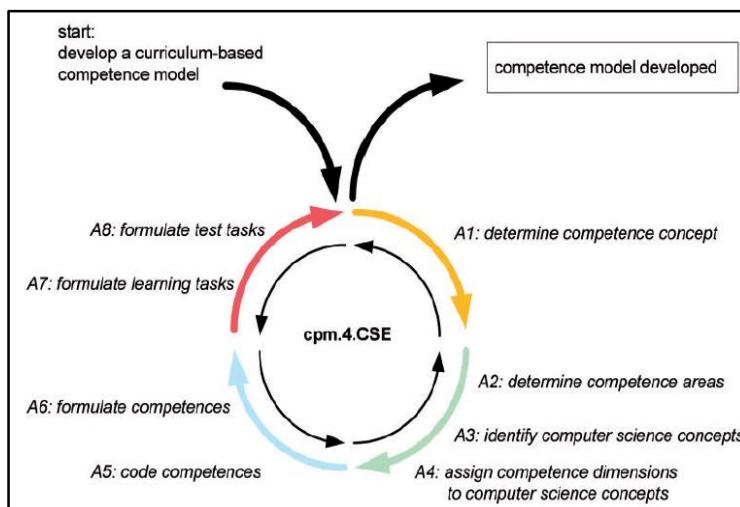 start:
develop a curriculum-based
competence model
competence model developed
A8: formulate test tasks
A1: determine competence concept
A7: formulate learning tasks
cpm.4.CSE
A2: determine competence areas
A6: formulate competences
A3: identify computer science concepts
A5: code competences
A4: assign competence dimensions
to computer science concepts